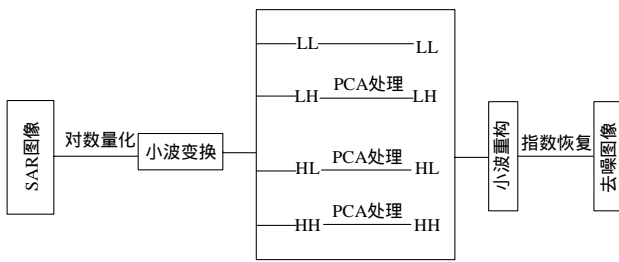 SAR图像
对数量化
小波变换
LL LL
LH PCA处理 LH
HL PCA处理 HL
HH PCA处理 HH
小波重构
指数恢复
去噪图像